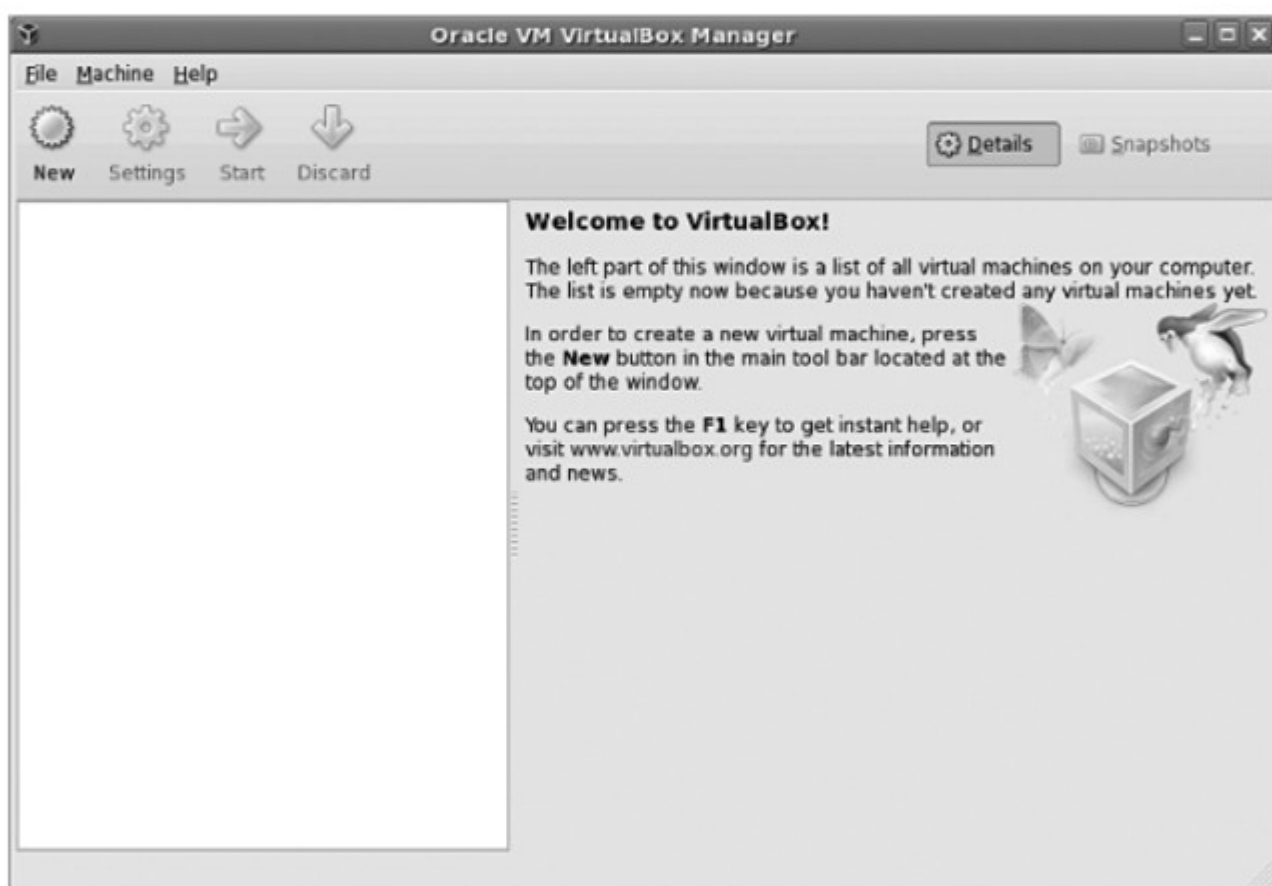 Oracle VM VirtualBox Manager
File Machine Help
New Settings Start Discard
Details Snapshots
Welcome to VirtualBox!
The left part of this window is a list of all virtual machines on your computer.
The list is empty now because you haven't created any virtual machines yet.
In order to create a new virtual machine, press
the New button in the main tool bar located at the
top of the window.
You can press the F1 key to get instant help, or
visit www.virtualbox.org for the latest information
and news.